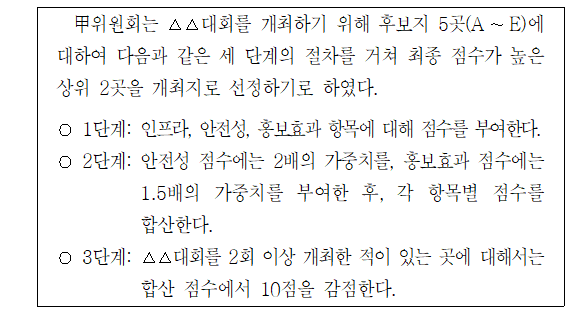 甲위원회는 △△대회를 개최하기 위해 후보지 5곳(A ~ E)에
대하여 다음과 같은 세 단계의 절차를 거쳐 최종 점수가 높은
상위 2곳을 개최지로 선정하기로 하였다.
○ 1단계: 인프라, 안전성, 홍보효과 항목에 대해 점수를 부여한다.
○ 2단계: 안전성 점수에는 2배의 가중치를, 홍보효과 점수에는
1.5배의 가중치를 부여한 후, 각 항목별 점수를
합산한다.
○ 3단계: △△대회를 2회 이상 개최한 적이 있는 곳에 대해서는
합산 점수에서 10점을 감점한다.